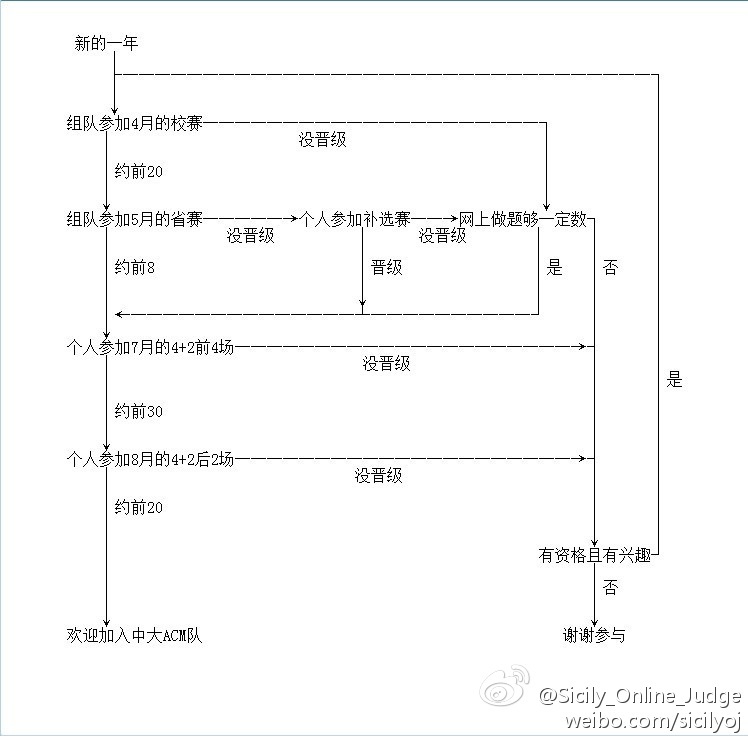 新的一年
组队参加4月的校赛
没晋级
约前20
组队参加5月的省赛
没晋级
个人参加补选赛
没晋级
网上做题够一定数
约前8
晋级
是
否
个人参加7月的4+2前4场
没晋级
是
约前30
个人参加8月的4+2后2场
没晋级
约前20
有资格且有兴趣
否
欢迎加入中大ACM队
谢谢参与
@Sicily_Online_Judge
weibo.com/sicilyoj